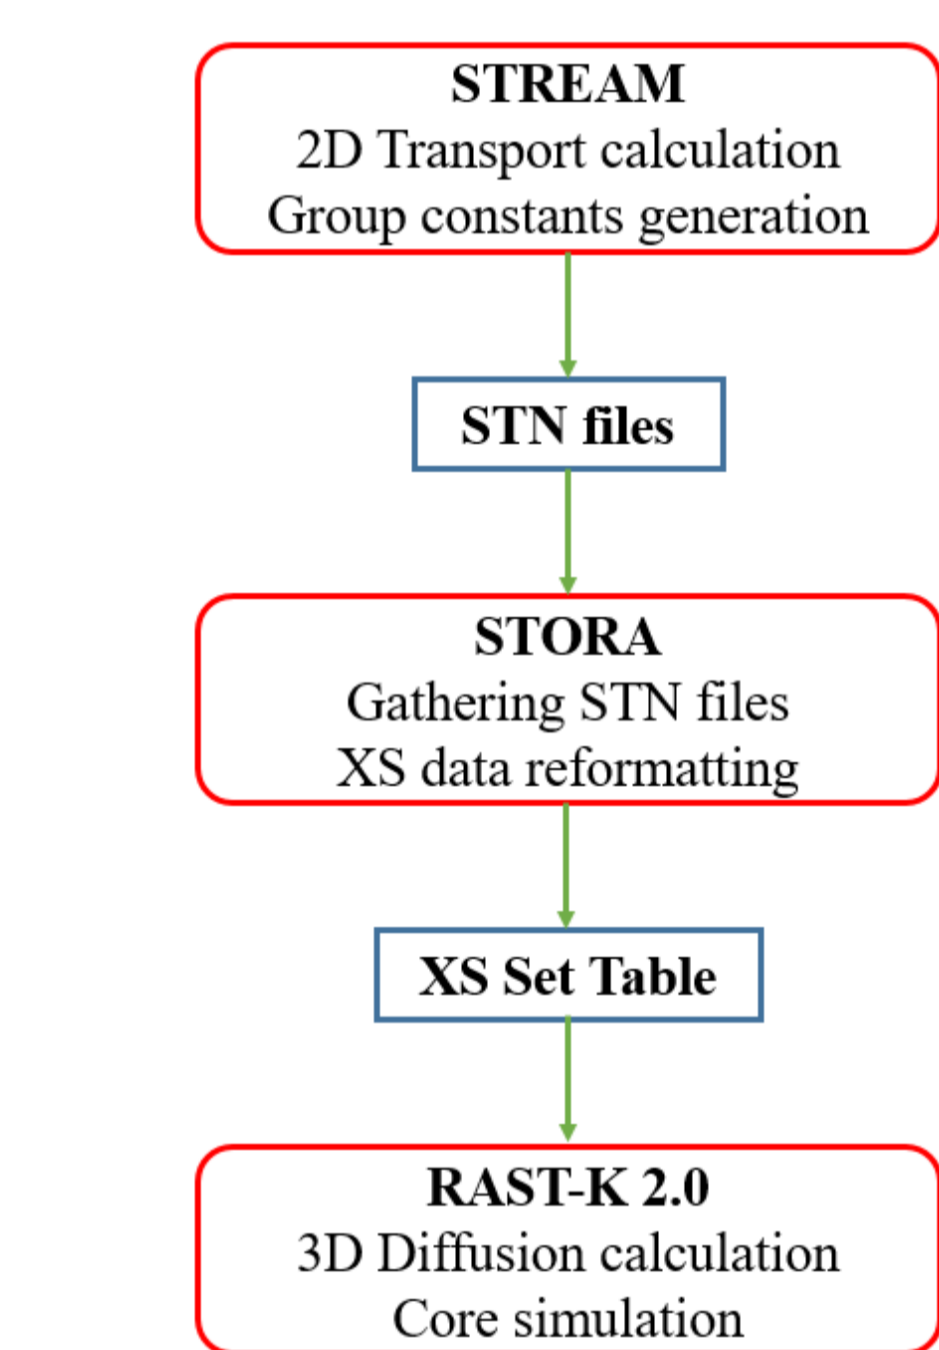 STREAM
2D Transport calculation
Group constants generation
STN files
STORA
Gathering STN files
XS data reformatting
XS Set Table
RAST-K 2.0
3D Diffusion calculation
Core simulation